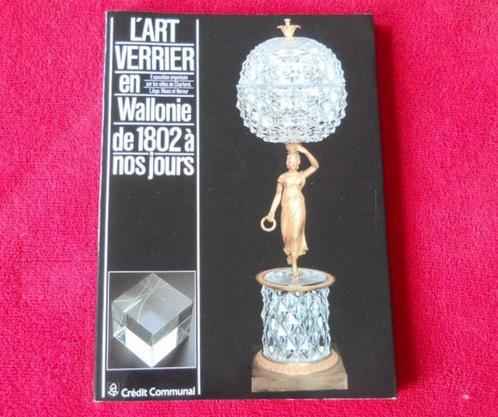 L'ART
VERRIER
en
Exposition organisée
par les villes de Charleroi,
Liège, Mons et Namur
Wallonie
de 1802 à
nos jours
Crédit Communal